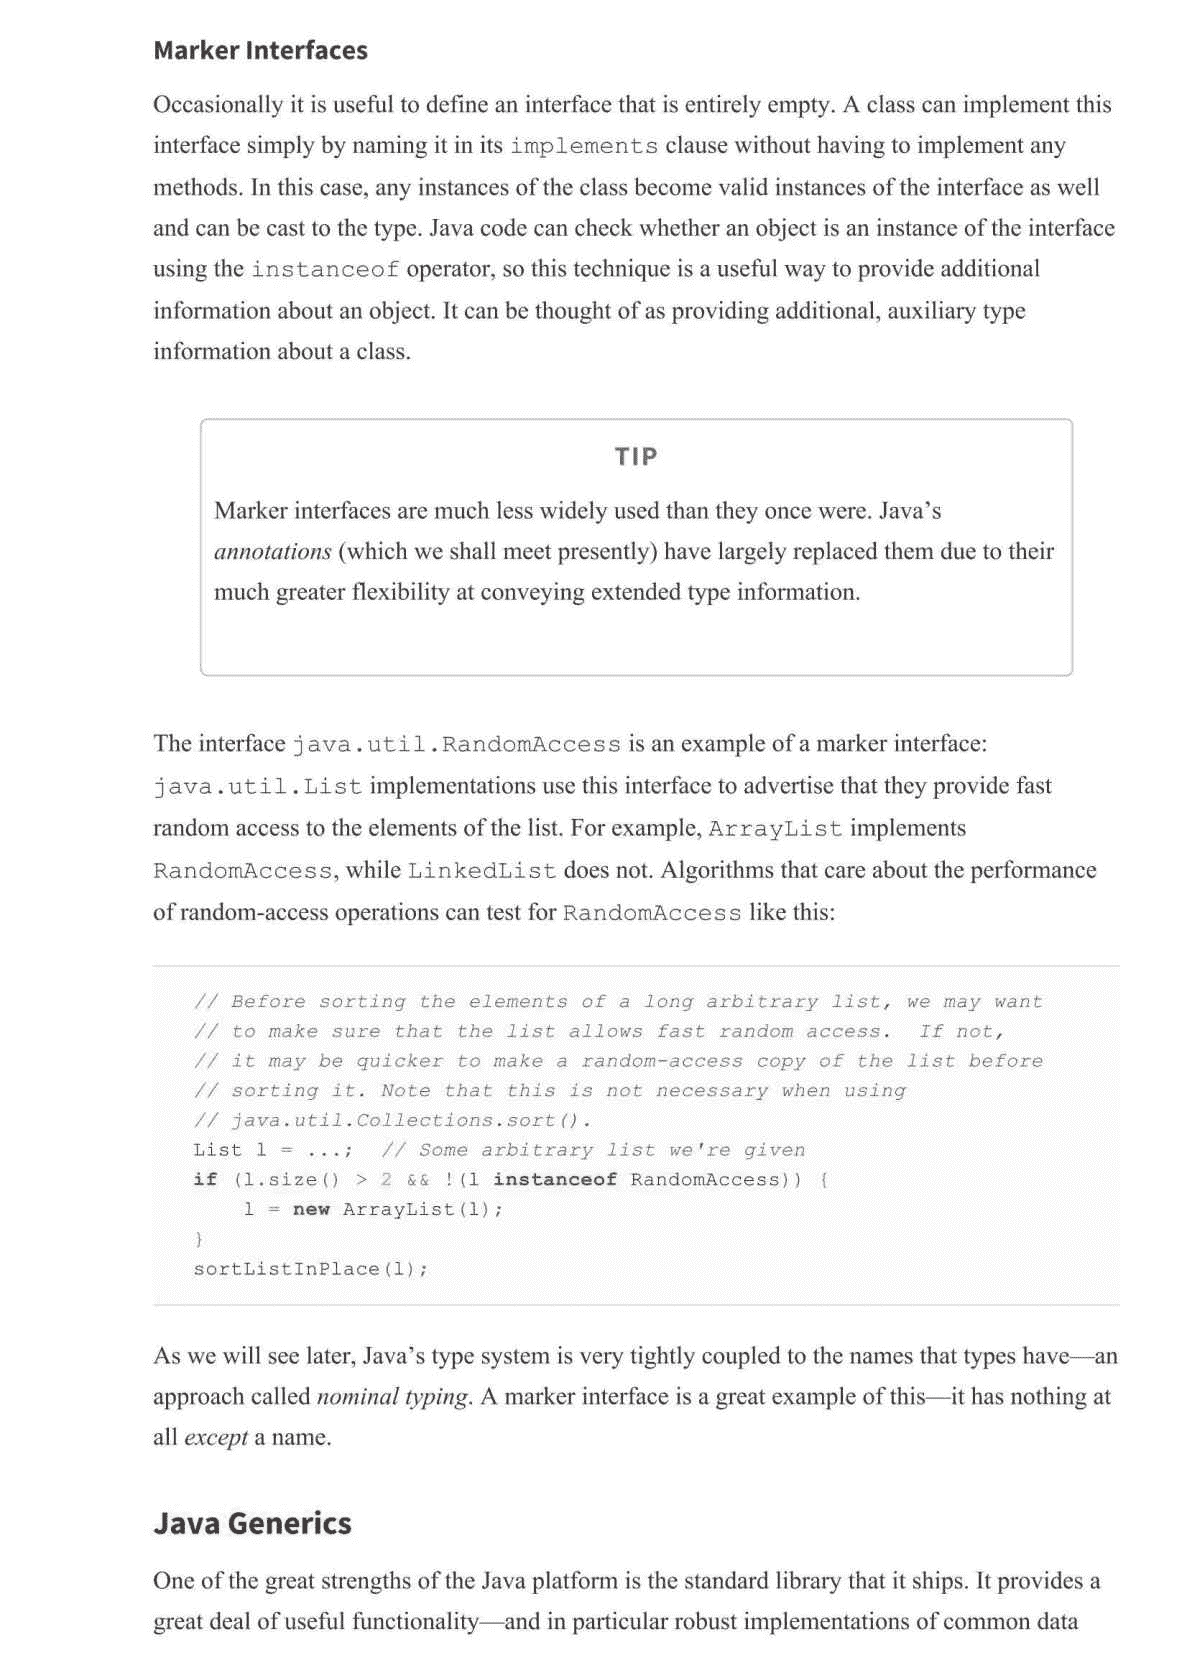 Marker Interfaces
Occasionally it is useful to define an interface that is entirely empty. A class can implement this
interface simply by naming it in its implements clause without having to implement any
methods. In this case, any instances of the class become valid instances of the interface as well
and can be cast to the type. Java code can check whether an object is an instance of the interface
using the instanceof operator, so this technique is a useful way to provide additional
information about an object. It can be thought of as providing additional, auxiliary type
information about a class.
TIP
Marker interfaces are much less widely used than they once were. Java’s
annotations (which we shall meet presently) have largely replaced them due to their
much greater flexibility at conveying extended type information.
The interface java.util.RandomAccess is an example of a marker interface:
java.util.List implementations use this interface to advertise that they provide fast
random access to the elements of the list. For example, ArrayList implements
RandomAccess, while LinkedList does not. Algorithms that care about the performance
of random-access operations can test for RandomAccess like this:
// Before sorting the elements of a long arbitrary list, we may want
// to make sure that the list allows fast random access.  If not,
// it may be quicker to make a random-access copy of the list before
// sorting it. Note that this is not necessary when using
// java.util.Collections.sort().
List l = ...;  // Some arbitrary list we're given
if (l.size() > 2 && !(l instanceof RandomAccess)) {
    l = new ArrayList(l);
}
sortListInPlace(l);
As we will see later, Java’s type system is very tightly coupled to the names that types have—an
approach called nominal typing. A marker interface is a great example of this—it has nothing at
all except a name.
Java Generics
One of the great strengths of the Java platform is the standard library that it ships. It provides a
great deal of useful functionality—and in particular robust implementations of common data